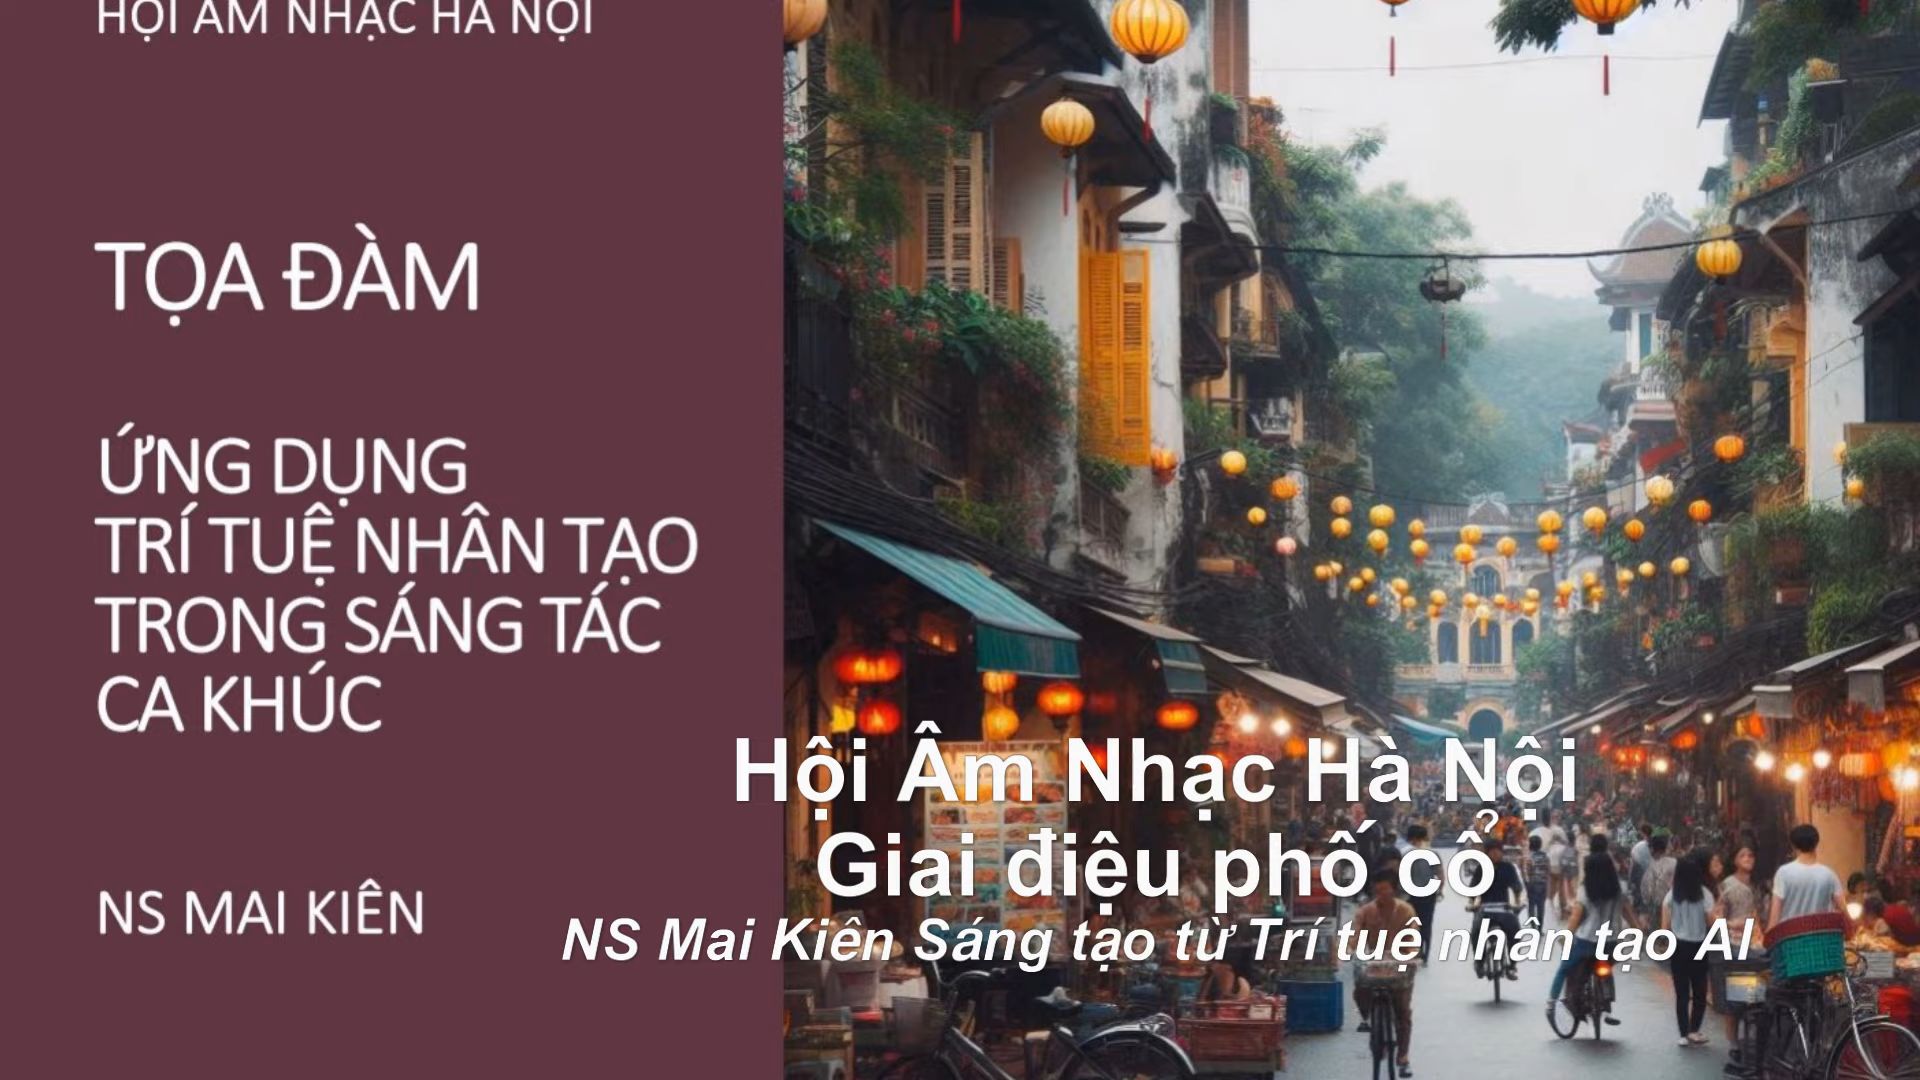 HỘI ÂM NHẠC HÀ NỘI
TỌA ĐÀM
ỨNG DỤNG
TRÍ TUỆ NHÂN TẠO
TRONG SÁNG TÁC
CA KHÚC
NS MAI KIÊN
Hội Âm Nhạc Hà Nội
Giai điệu phố cổ
NS Mai Kiên Sáng tạo từ Trí tuệ nhân tạo AI